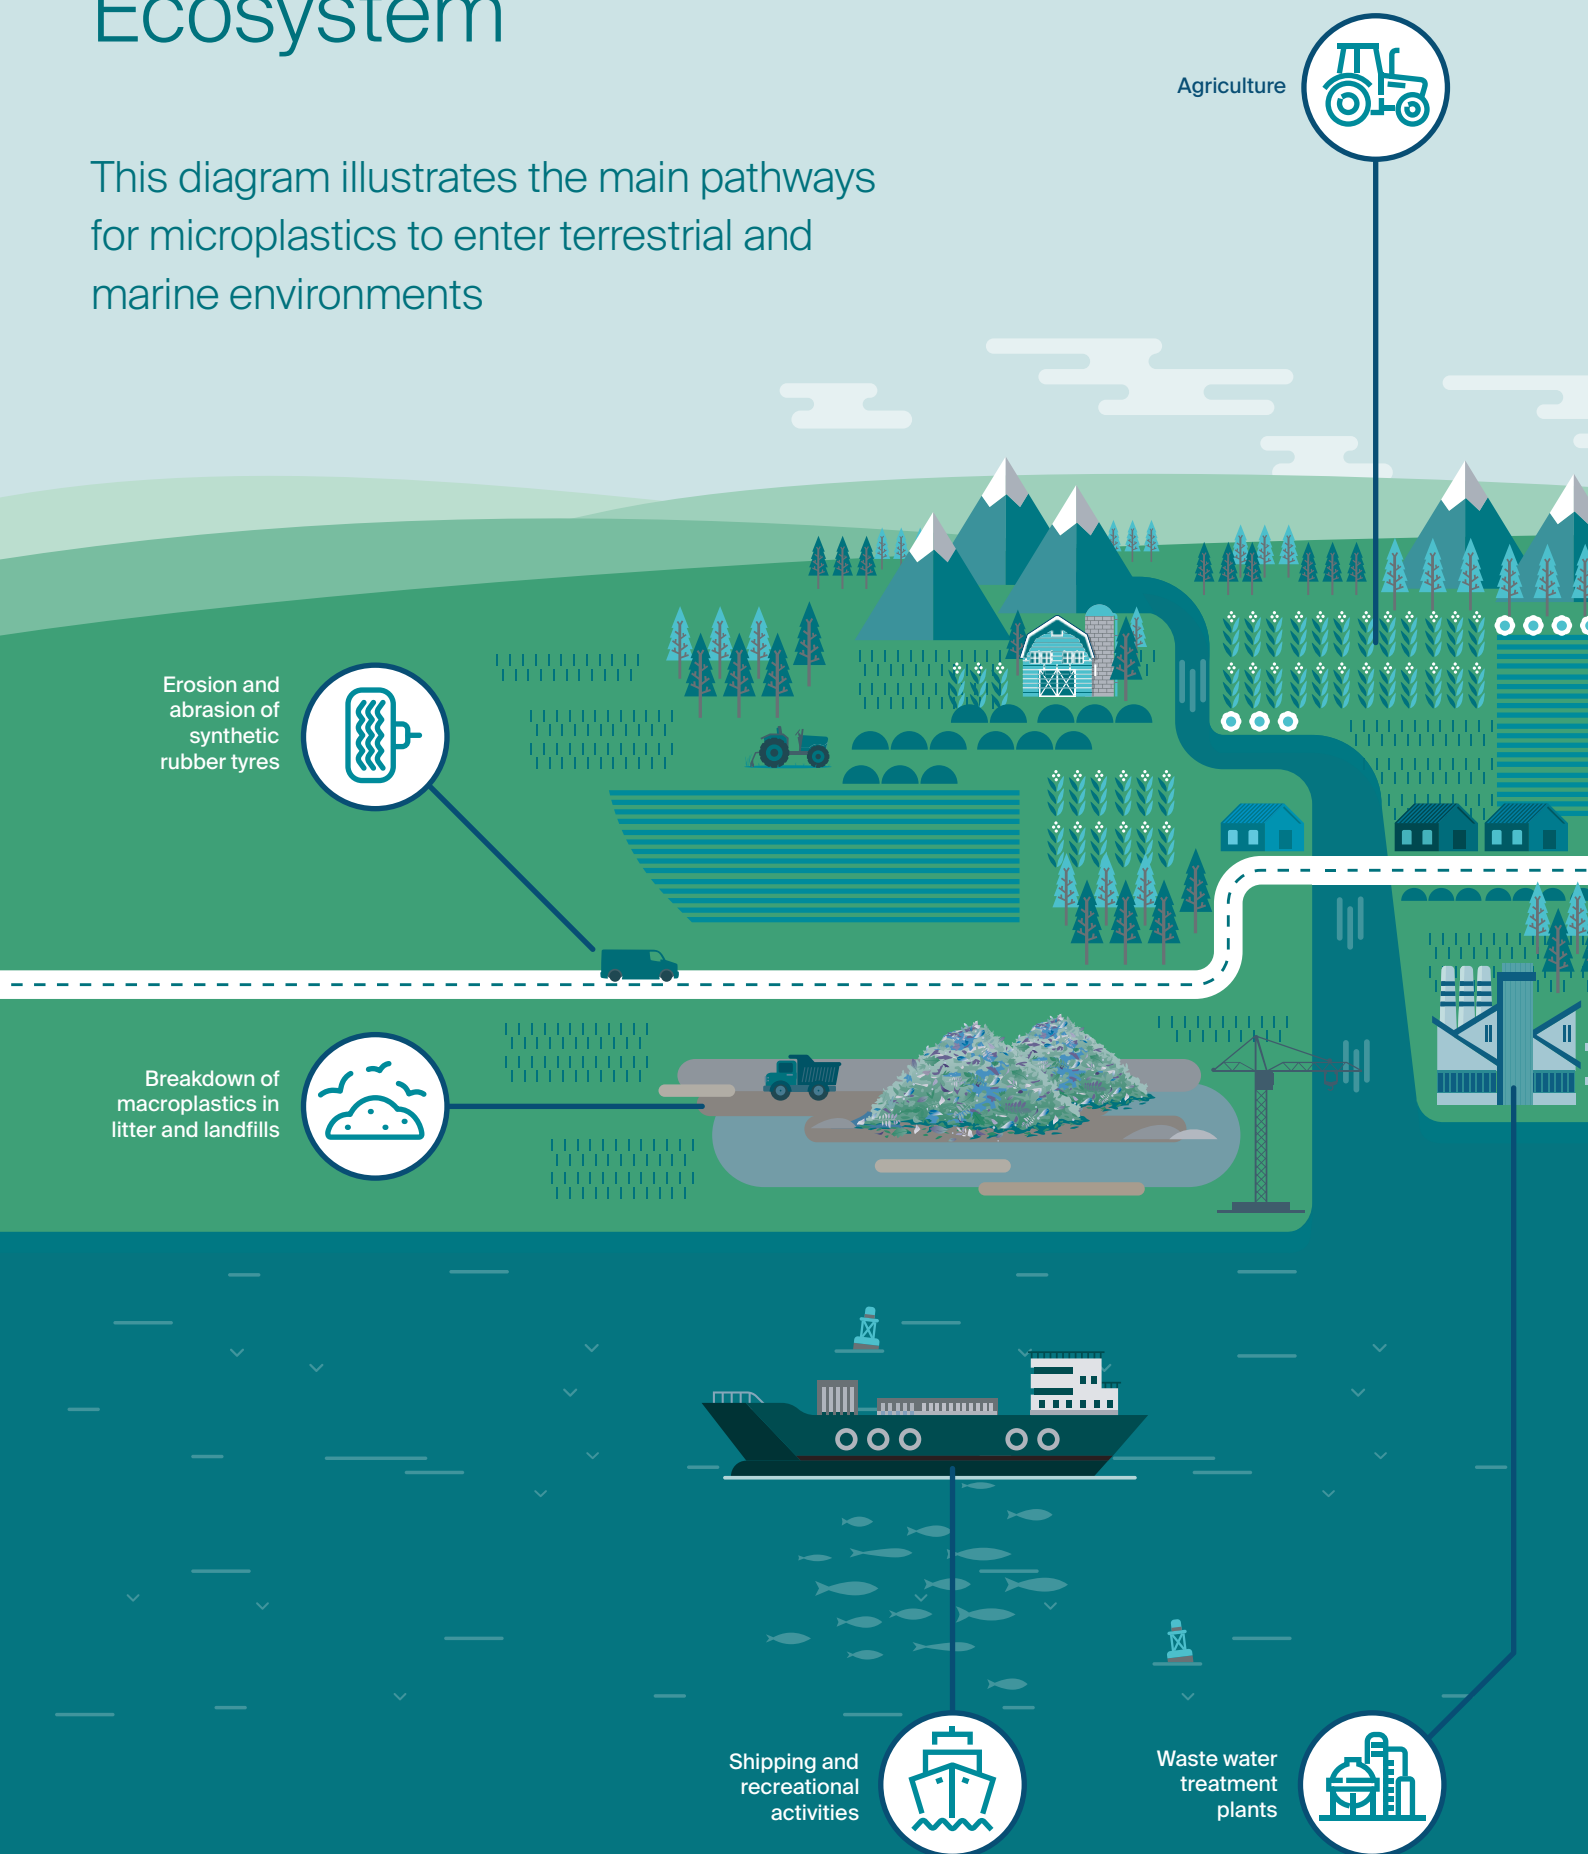 Ecosystem
Agriculture
This diagram illustrates the main pathways
for microplastics to enter terrestrial and
marine environments
Erosion and
abrasion of
synthetic
rubber tyres
Breakdown of
macroplastics in
litter and landfills
Shipping and
recreational
activities
Waste water
treatment
plants